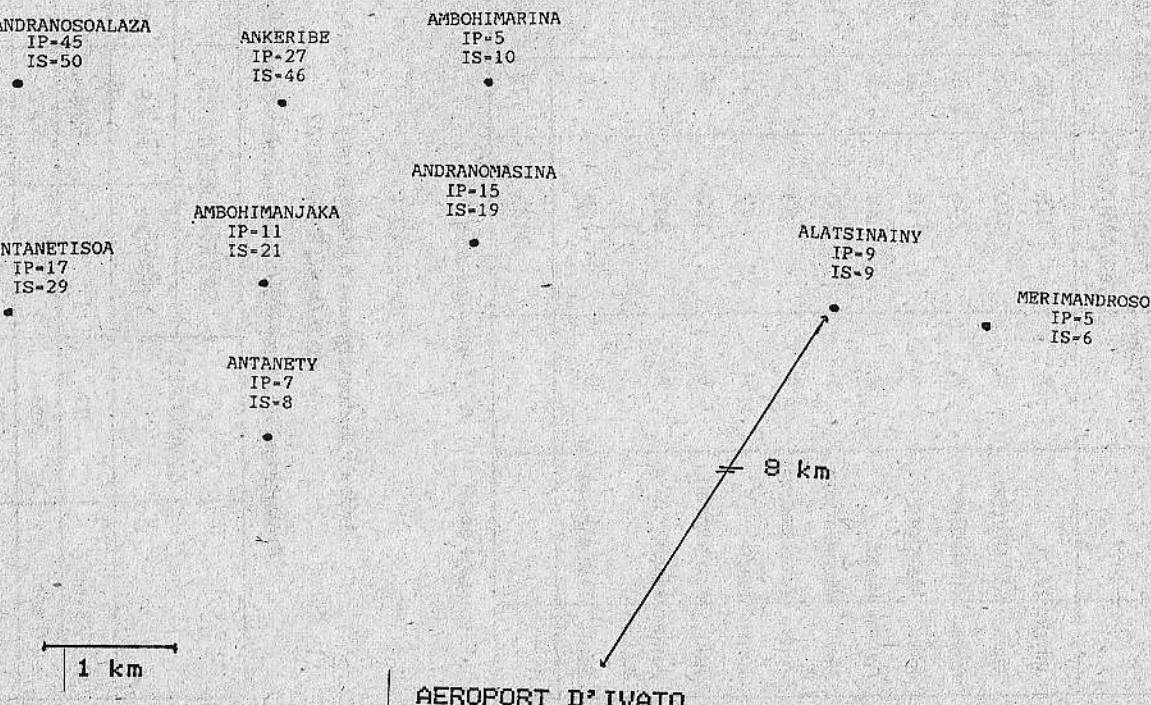 ANDRANOSOALAZA
IP=45
IS=50
ANKERIBE
IP=27
IS=46
AMBOHIMARINA
IP=5
IS=10
ANDRANOMASINA
IP=15
IS=19
AMBOHIMANJAKA
IP=11
IS=21
NTANETISOA
IP=17
IS=29
ALATSINAINY
IP=9
IS=9
MERIMANDROSO
IP=5
IS=6
ANTANETY
IP=7
IS=8
8 km
1 km
AEROPORT D'IVATO